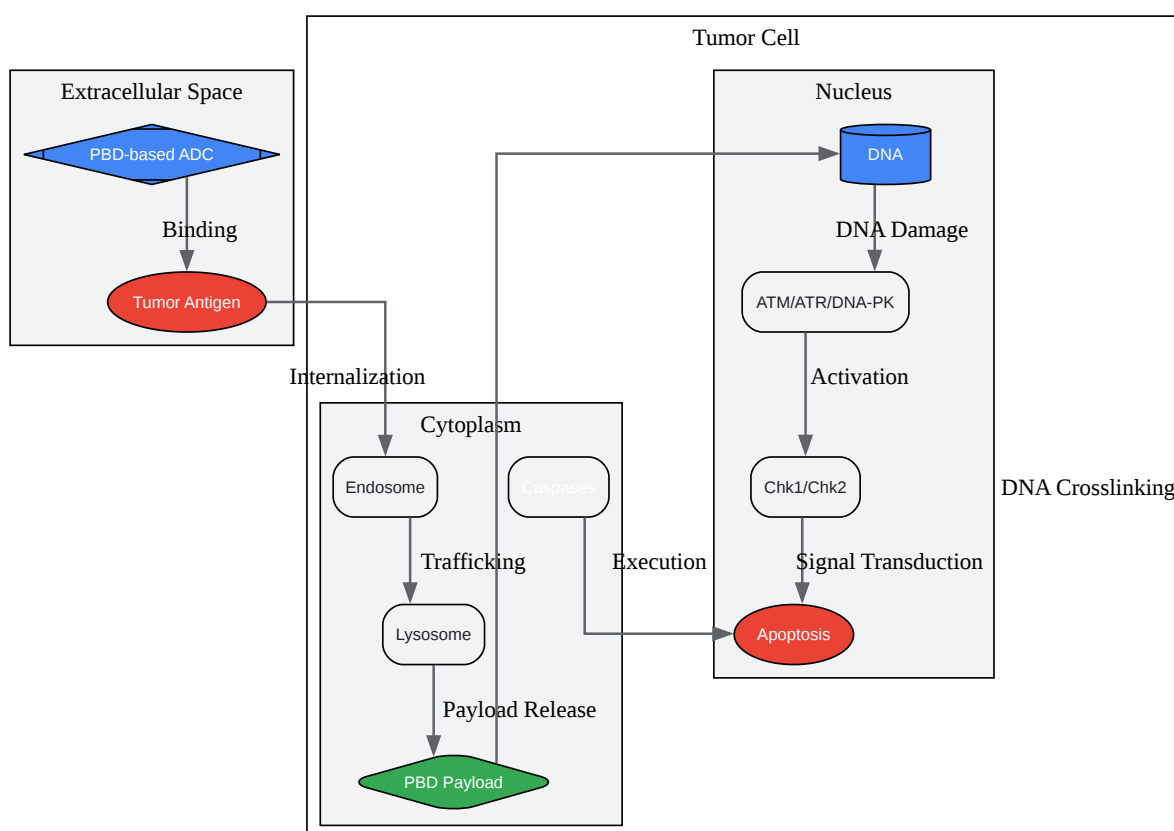 Tumor Cell
Extracellular Space
PBD-based ADC
Binding
Tumor Antigen
Internalization
Cytoplasm
Endosome
Caspases
Trafficking
Execution
Lysosome
Payload Release
PBD Payload
Nucleus
DNA
DNA Damage
ATM/ATR/DNA-PK
Activation
Chk1/Chk2
DNA Crosslinking
Signal Transduction
Apoptosis